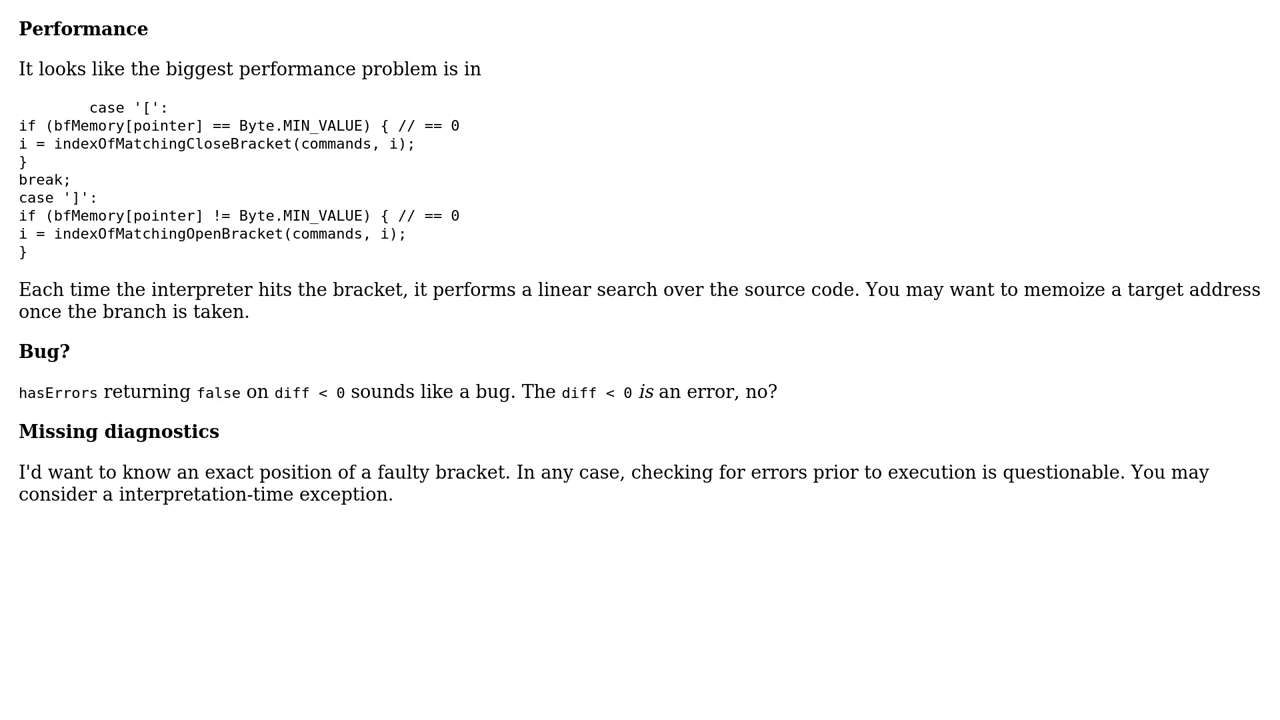 Performance
It looks like the biggest performance problem is in
case '[':
if (bfMemory[pointer] == Byte.MIN_VALUE) { // == 0
i = indexOfMatchingCloseBracket(commands, i);
}
break;
case ']':
if (bfMemory[pointer] != Byte.MIN_VALUE) { // == 0
i = indexOfMatchingOpenBracket(commands, i);
}
Each time the interpreter hits the bracket, it performs a linear search over the source code. You may want to memoize a target address
once the branch is taken.
Bug?
hasErrors returning false on diff < 0 sounds like a bug. The diff < 0 is an error, no?
Missing diagnostics
I'd want to know an exact position of a faulty bracket. In any case, checking for errors prior to execution is questionable. You may
consider a interpretation-time exception.